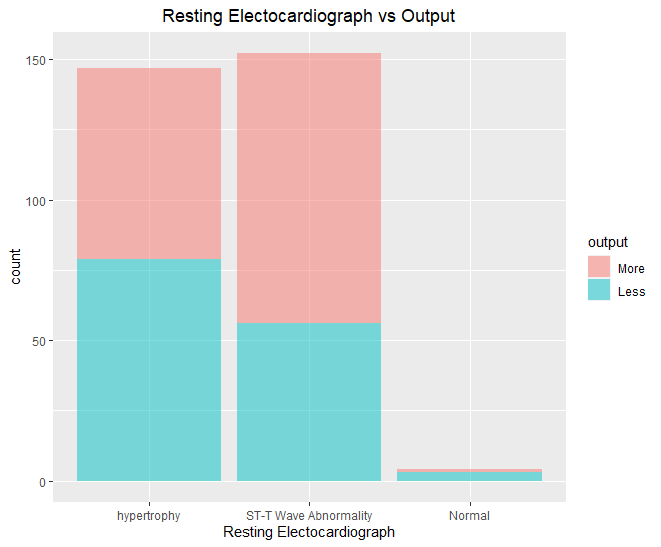 Resting Electocardiograph vs Output
150
100
50
0
count
hypertrophy
ST-T Wave Abnormality
Normal
Resting Electocardiograph
output
More
Less